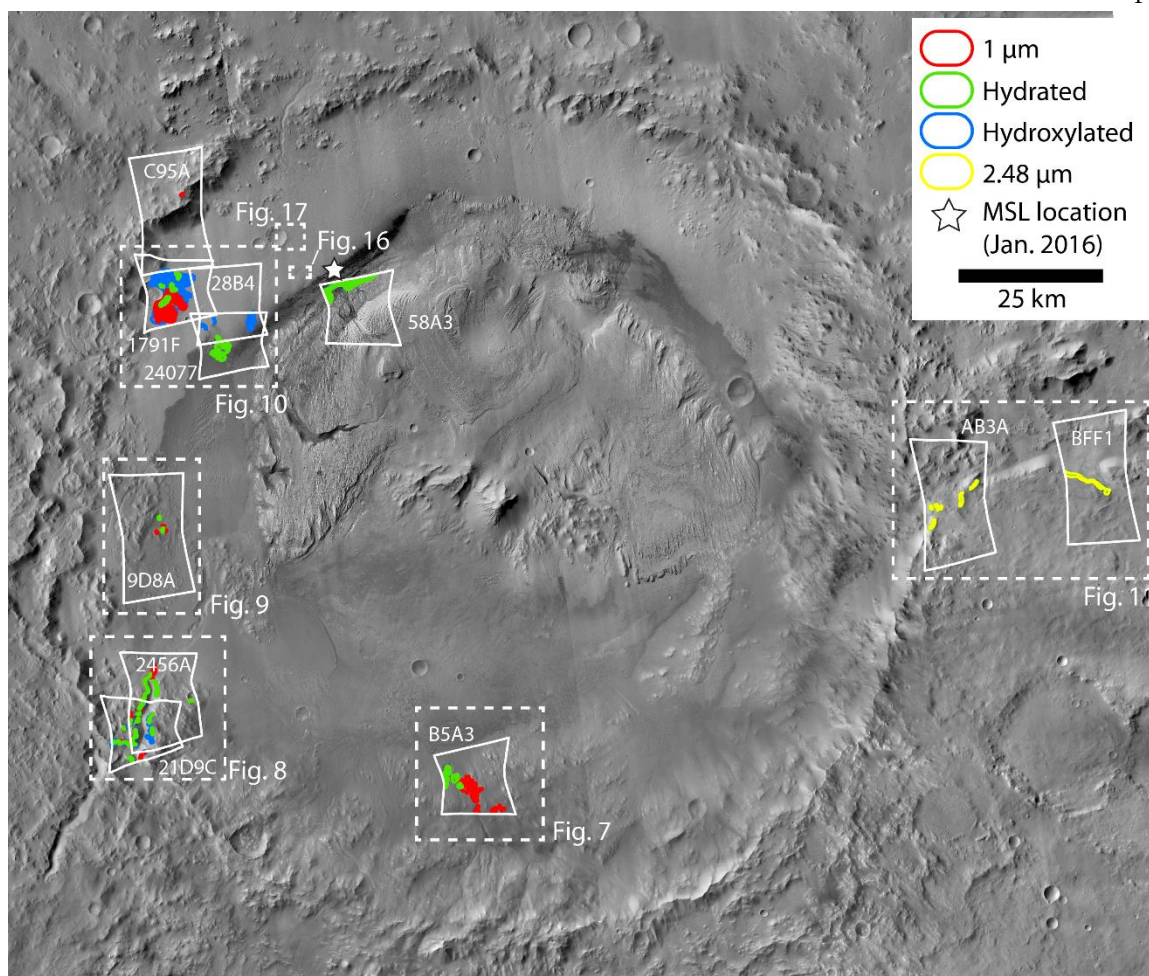 1 µm
Hydrated
Hydroxylated
2.48 µm
MSL location
(Jan. 2016)
25 km
C95A
Fig. 17
Fig. 16
28B4
58A3
1791F
24077
Fig. 10
AB3A
BFF1
9D8A
Fig. 9
Fig. 1
2456A
21D9C
Fig. 8
B5A3
Fig. 7